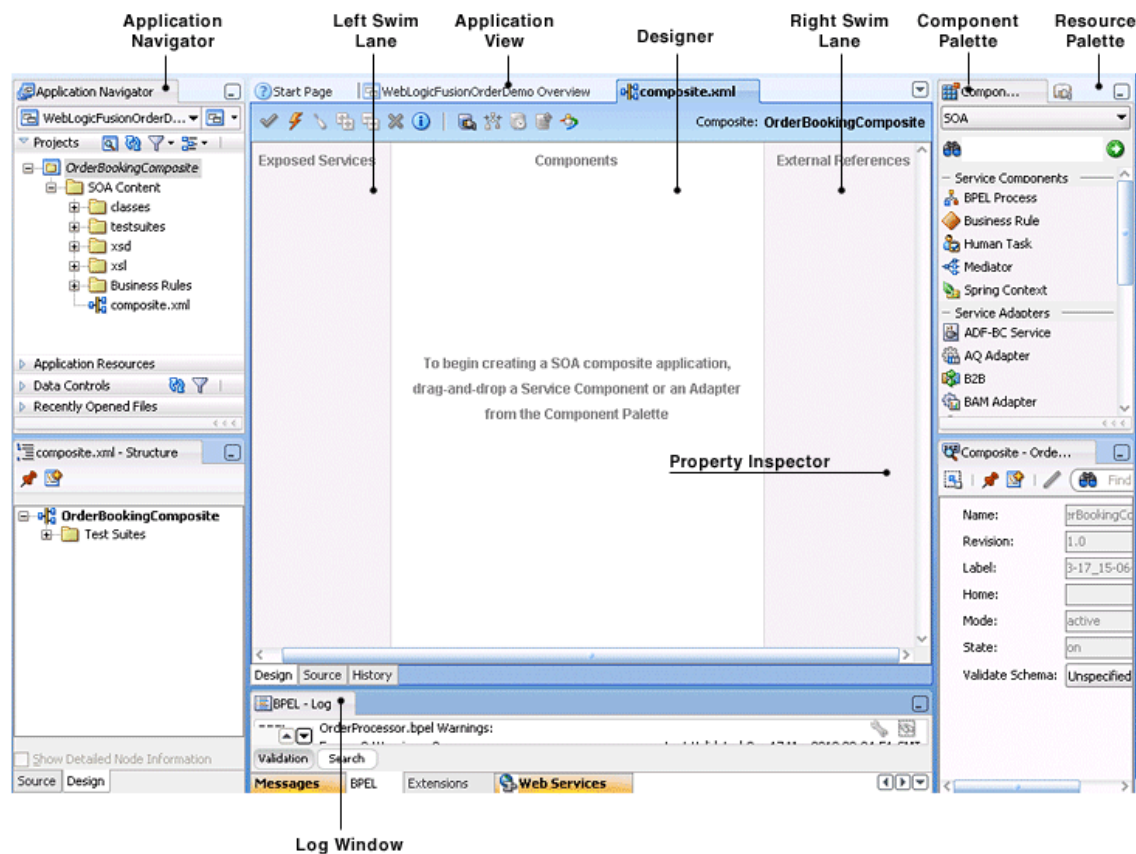 Application Navigator
Left Swim Lane
Application View
Designer
Right Swim Lane
Component Palette
Resource Palette
Application Navigator
WebLogicFusionOrderD...
Projects
OrderBookingComposite
SOA Content
classes
testsuites
xsd
xsl
Business Rules
composite.xml
Application Resources
Data Controls
Recently Opened Files
composite.xml - Structure
OrderBookingComposite
Test Suites
Show Detailed Node Information
Source Design
Start Page
WebLogicFusionOrderDemo Overview
composite.xml
Composite: OrderBookingComposite
Exposed Services
Components
External References
To begin creating a SOA composite application,
drag-and-drop a Service Component or an Adapter
from the Component Palette
Property Inspector
Design Source History
BPEL - Log
OrderProcessor.bpel Warnings:
Validation Search
Messages BPEL Extensions Web Services
Log Window
Compon...
SOA
Service Components
BPEL Process
Business Rule
Human Task
Mediator
Spring Context
Service Adapters
ADF-BC Service
AQ Adapter
B2B
BAM Adapter
Composite - Orde...
Find
Name: erBookingCo
Revision: 1.0
Label: 3-17_15-06-
Home:
Mode: active
State: on
Validate Schema: Unspecified